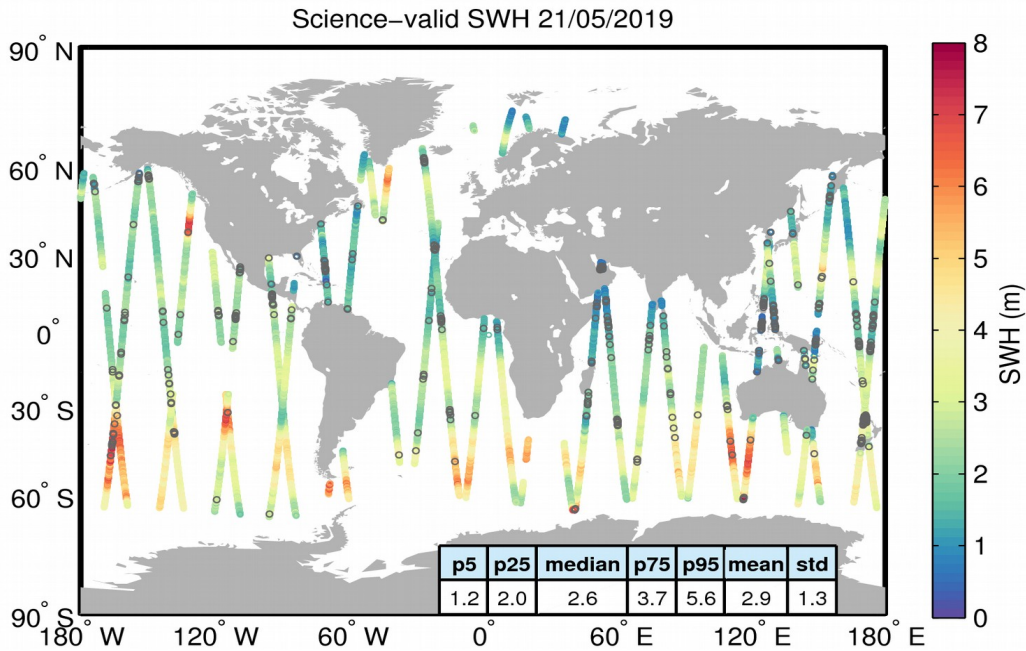 Science−valid SWH 21/05/2019
90° N
60° N
30° N
0°
30° S
60° S
90° S
180° W
120° W
60° W
0°
60° E
120° E
180° E
p5 p25 median p75 p95 mean std
1.2 2.0 2.6 3.7 5.6 2.9 1.3
8
7
6
5
4
3
2
1
0
SWH (m)